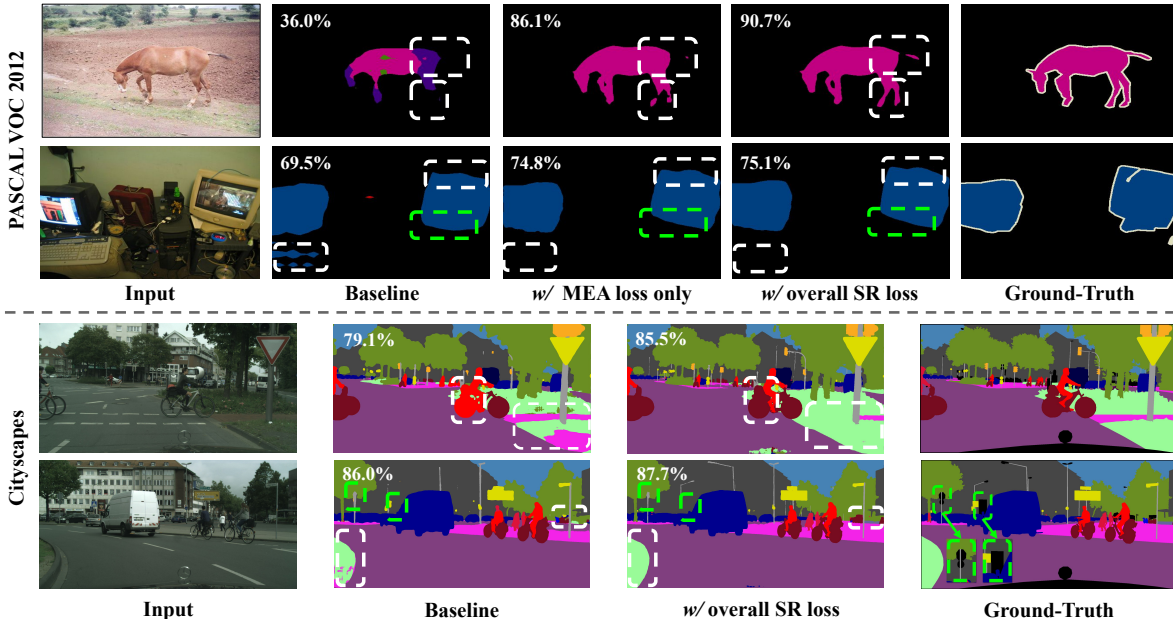 PASCAL VOC 2012
36.0%
86.1%
90.7%
69.5%
74.8%
75.1%
Input
Baseline
w/ MEA loss only
w/ overall SR loss
Ground-Truth
Cityscapes
79.1%
85.5%
86.0%
87.7%
Input
Baseline
w/ overall SR loss
Ground-Truth